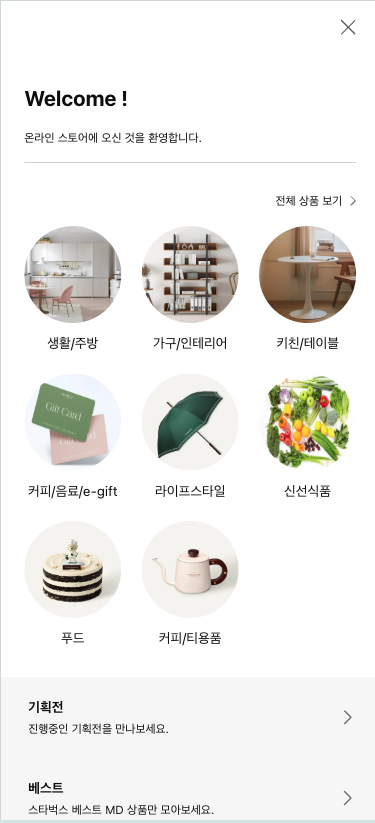 Welcome !
온라인 스토어에 오신 것을 환영합니다.
전체 상품 보기
생활/주방
가구/인테리어
키친/테이블
Gift Card
Gift Card
커피/음료/e-gift
라이프스타일
신선식품
푸드
커피/티용품
기획전
진행중인 기획전을 만나보세요.
베스트
스타벅스 베스트 MD 상품만 모아보세요.